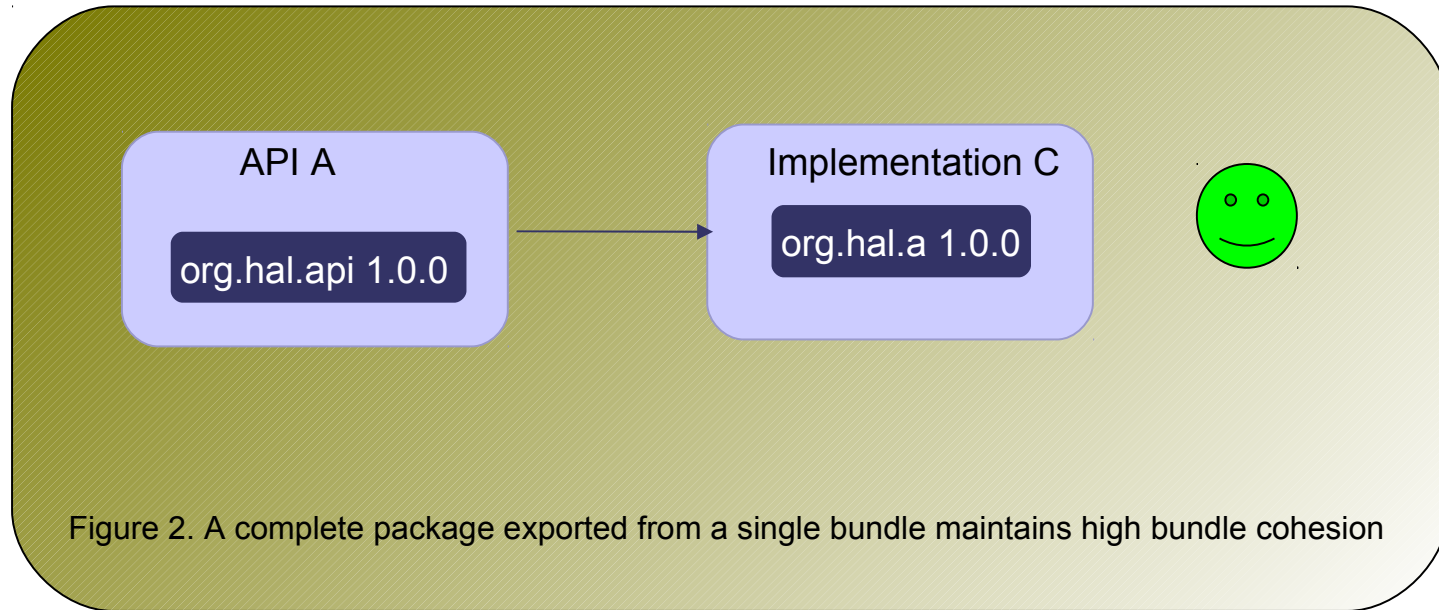 API A
org.hal.api 1.0.0
Implementation C
org.hal.a 1.0.0
Figure 2. A complete package exported from a single bundle maintains high bundle cohesion